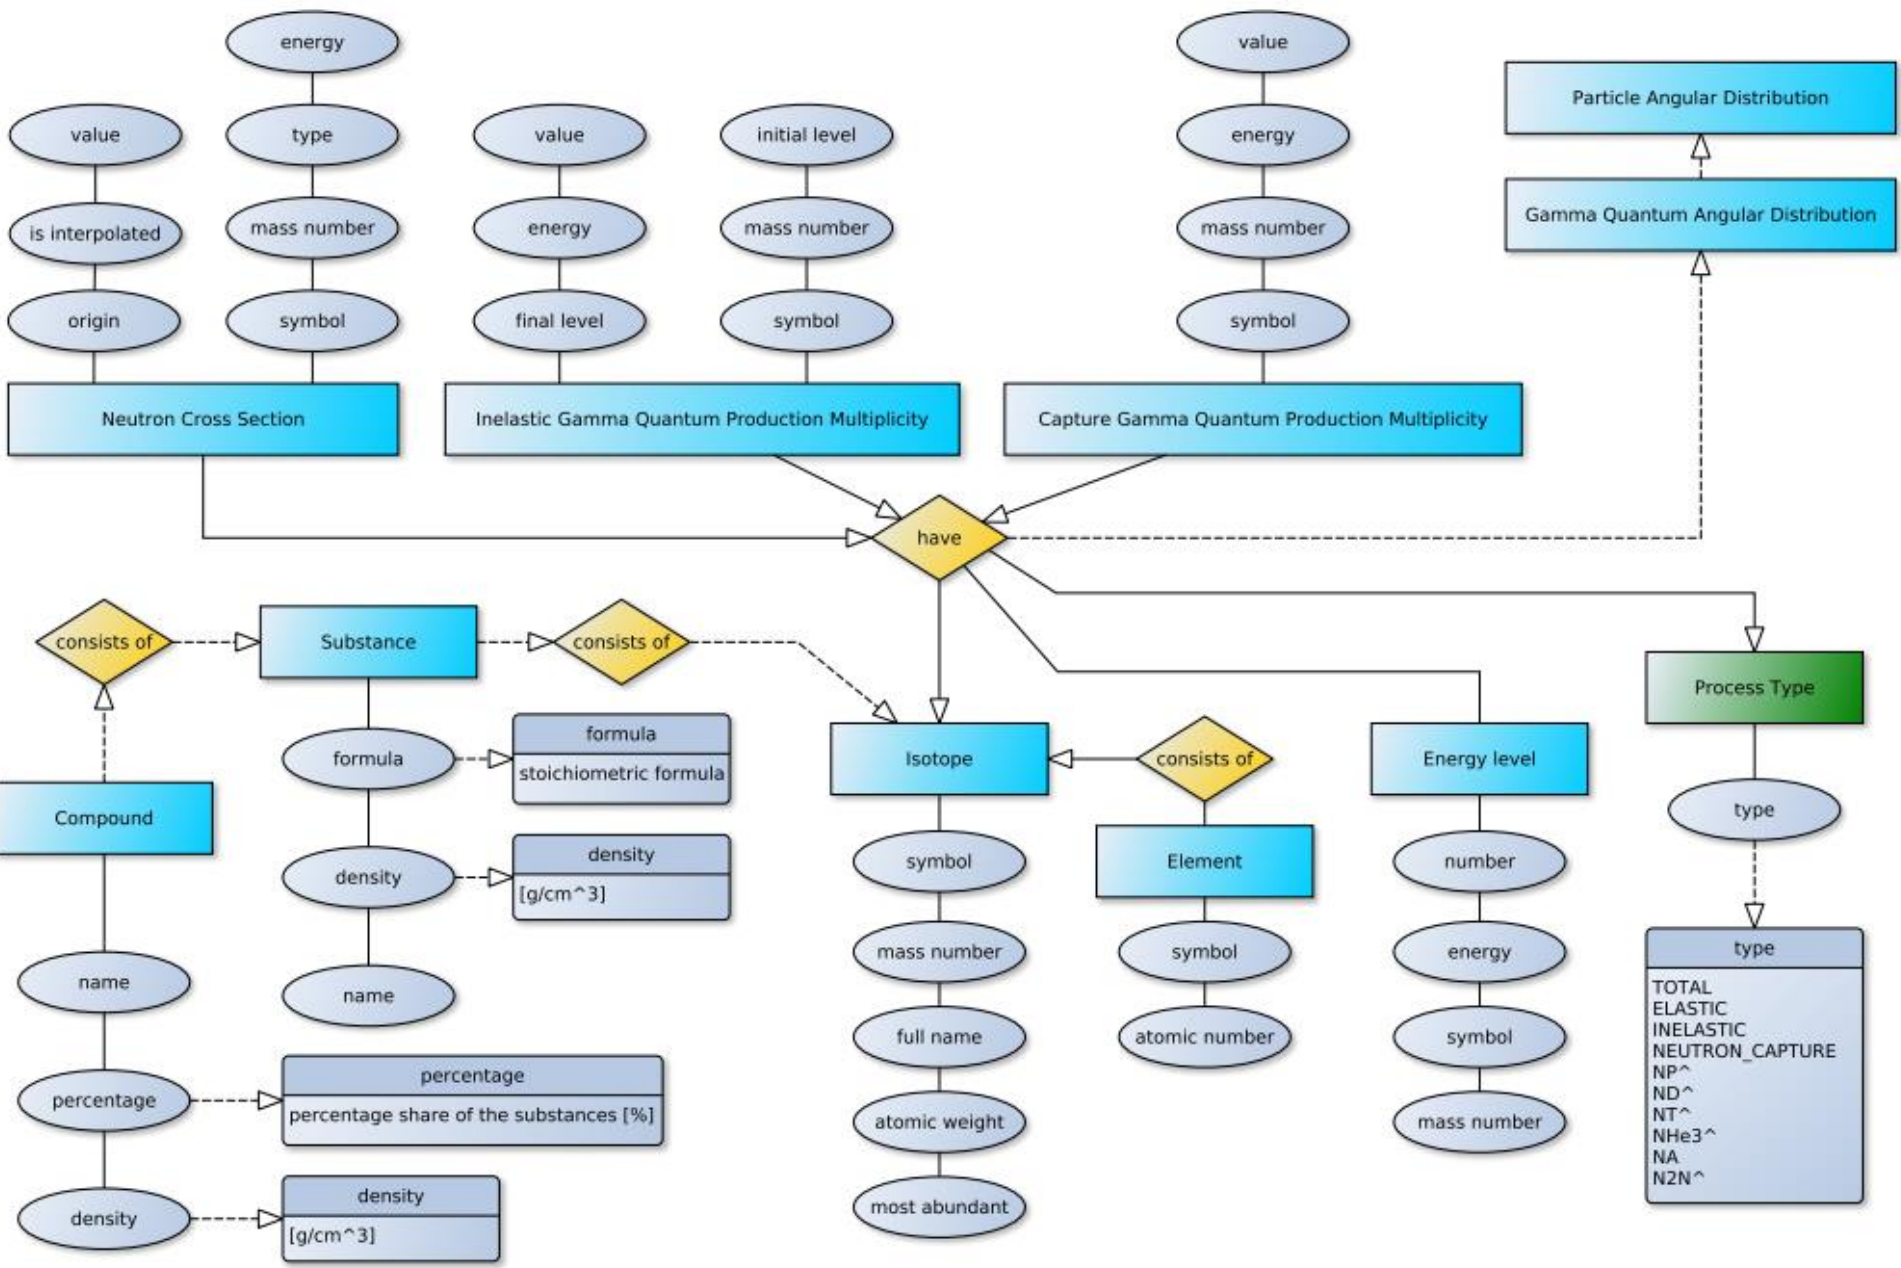 energy
value
value
type
value
initial level
energy
Particle Angular Distribution
is interpolated
mass number
energy
mass number
mass number
Gamma Quantum Angular Distribution
origin
symbol
final level
symbol
symbol
Neutron Cross Section
Inelastic Gamma Quantum Production Multiplicity
Capture Gamma Quantum Production Multiplicity
have
consists of
Substance
consists of
Process Type
formula
formula
stoichiometric formula
Isotope
consists of
Energy level
Compound
type
density
density
[g/cm^3]
symbol
Element
number
name
name
mass number
symbol
energy
type
TOTAL
ELASTIC
INELASTIC
NEUTRON_CAPTURE
NP^
ND^
NT^
NHe3^
NA
N2N^
full name
atomic number
symbol
percentage
percentage
percentage share of the substances [%]
atomic weight
mass number
density
density
[g/cm^3]
most abundant